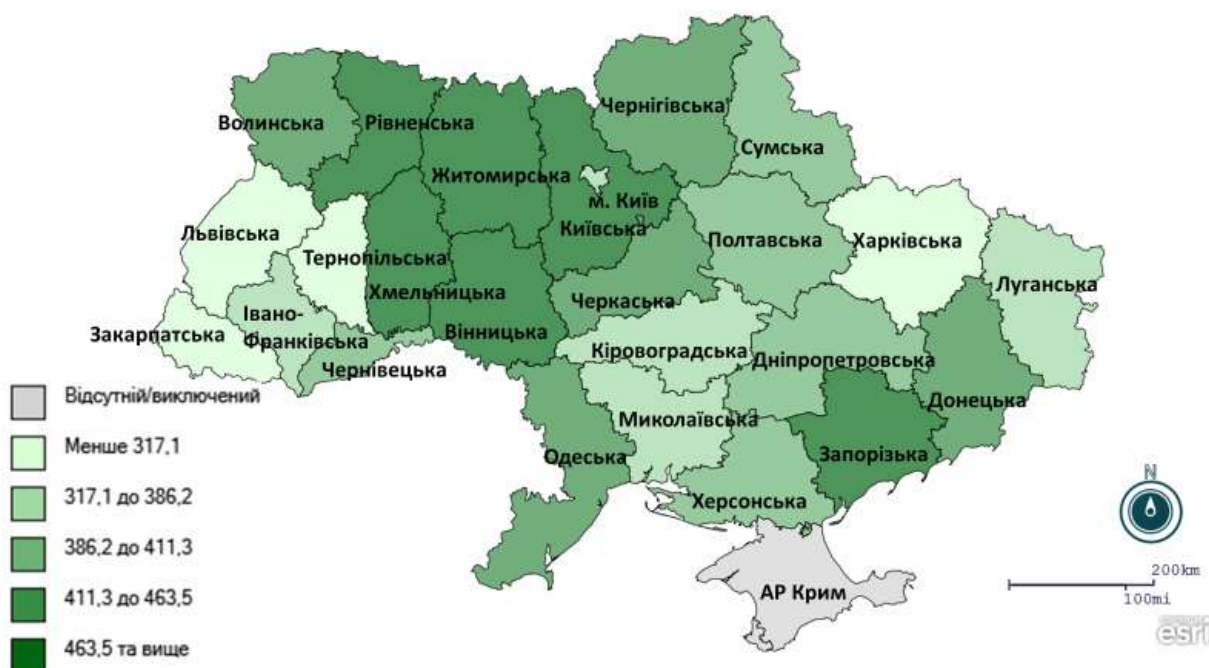 Чернігівська
Волинська
Рівненська
Сумська
Житомирська
м. Київ
Київська
Львівська
Полтавська
Харківська
Тернопільська
Луганська
Хмельницька
Черкаська
Івано-
Франківська
Закарпатська
Вінницька
Кіровоградська
Дніпропетровська
Чернівецька
Донецька
Миколаївська
Запорізька
Одеська
Херсонська
АР Крим
Відсутній/виключений
Менше 317,1
317,1 до 386,2
386,2 до 411,3
411,3 до 463,5
463,5 та вище
N
200km
100mi
esri